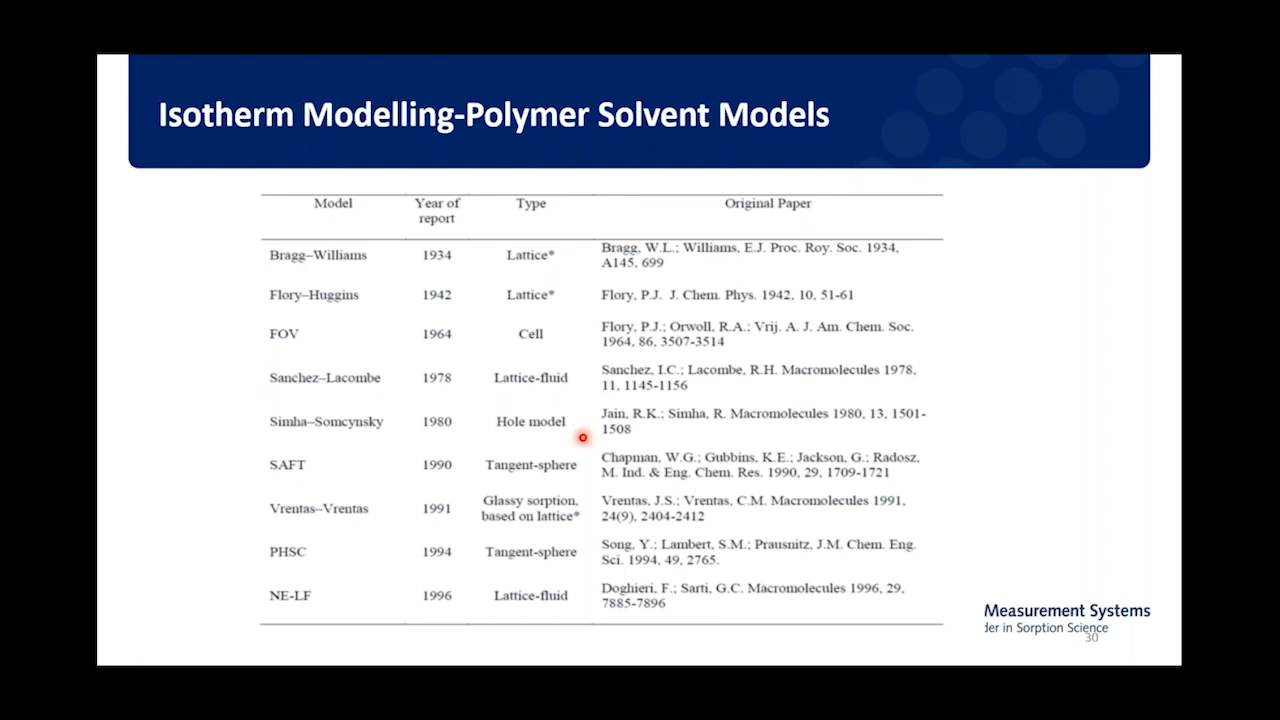 Isotherm Modelling-Polymer Solvent Models
Model Year of report Type Original Paper
Bragg–Williams 1934 Lattice* Bragg, W.L.; Williams, E.J. Proc. Roy. Soc. 1934,
A145, 699
Flory–Huggins 1942 Lattice* Flory, P.J. J. Chem. Phys. 1942, 10, 51-61
FOV 1964 Cell Flory, P.J.; Orwoll, R.A.; Vrij. A. J. Am. Chem. Soc.
1964, 86, 3507-3514
Sanchez–Lacombe 1978 Lattice-fluid Sanchez, I.C.; Lacombe, R.H. Macromolecules 1978,
11, 1145-1156
Simha–Somcynsky 1980 Hole model Jain, R.K.; Simha, R. Macromolecules 1980, 13, 1501-
1508
SAFT 1990 Tangent-sphere Chapman, W.G.; Gubbins, K.E.; Jackson, G.; Radosz,
M. Ind. & Eng. Chem. Res. 1990, 29, 1709-1721
Vrentas–Vrentas 1991 Glassy sorption, based on lattice* Vrentas, J.S.; Vrentas, C.M. Macromolecules 1991,
24(9), 2404-2412
PHSC 1994 Tangent-sphere Song, Y.; Lambert, S.M.; Prausnitz, J.M. Chem. Eng.
Sci. 1994, 49, 2765.
NE-LF 1996 Lattice-fluid Doghieri, F.; Sarti, G.C. Macromolecules 1996, 29,
7885-7896
Measurement Systems
der in Sorption Science
30